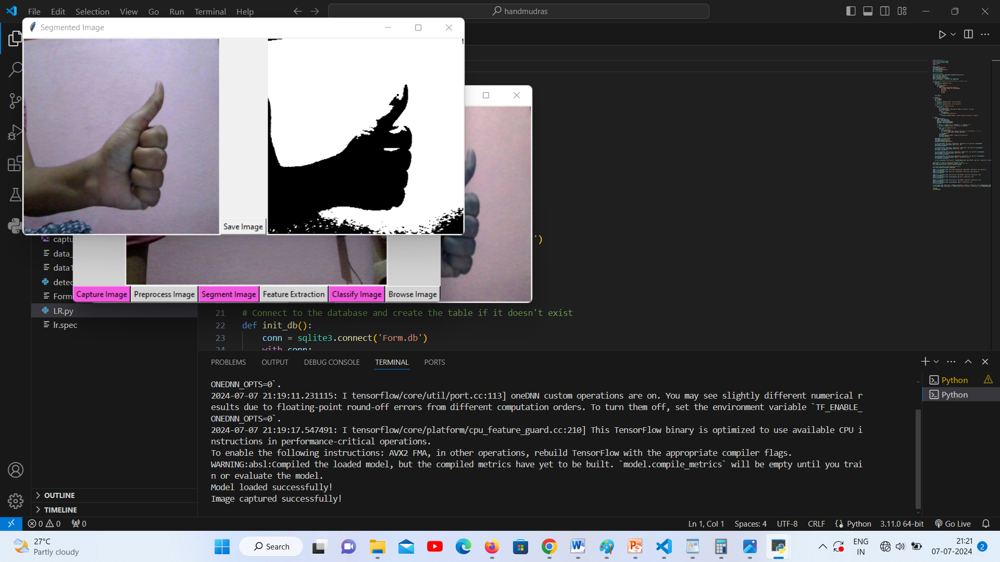 File Edit Selection View Go Run Terminal Help
handmudras
Segmented Image
Save Image
')
captu
data_
data1
detec
Form
LR.py
lr.spec
Capture Image Preprocess Image Segment Image Feature Extraction Classify Image Browse Image
21 # Connect to the database and create the table if it doesn't exist
22 def init_db():
23 conn = sqlite3.connect('Form.db')
24 with conn:
PROBLEMS OUTPUT DEBUG CONSOLE TERMINAL PORTS
ONEDNN_OPTS=0`.
2024-07-07 21:19:11.231115: I tensorflow/core/util/port.cc:113] oneDNN custom operations are on. You may see slightly different numerical r
esults due to floating-point round-off errors from different computation orders. To turn them off, set the environment variable `TF_ENABLE_
ONEDNN_OPTS=0`.
2024-07-07 21:19:17.547491: I tensorflow/core/platform/cpu_feature_guard.cc:210] This TensorFlow binary is optimized to use available CPU i
nstructions in performance-critical operations.
To enable the following instructions: AVX2 FMA, in other operations, rebuild TensorFlow with the appropriate compiler flags.
WARNING:absl:Compiled the loaded model, but the compiled metrics have yet to be built. `model.compile_metrics` will be empty until you trai
n or evaluate the model.
Model loaded successfully!
Image captured successfully!
Python
Python
OUTLINE
TIMELINE
0 0 0
Ln 1, Col 1 Spaces: 4 UTF-8 CRLF Python 3.11.0 64-bit Go Live
27°C
Partly cloudy
Search
ENG
IN
21:21
07-07-2024
2